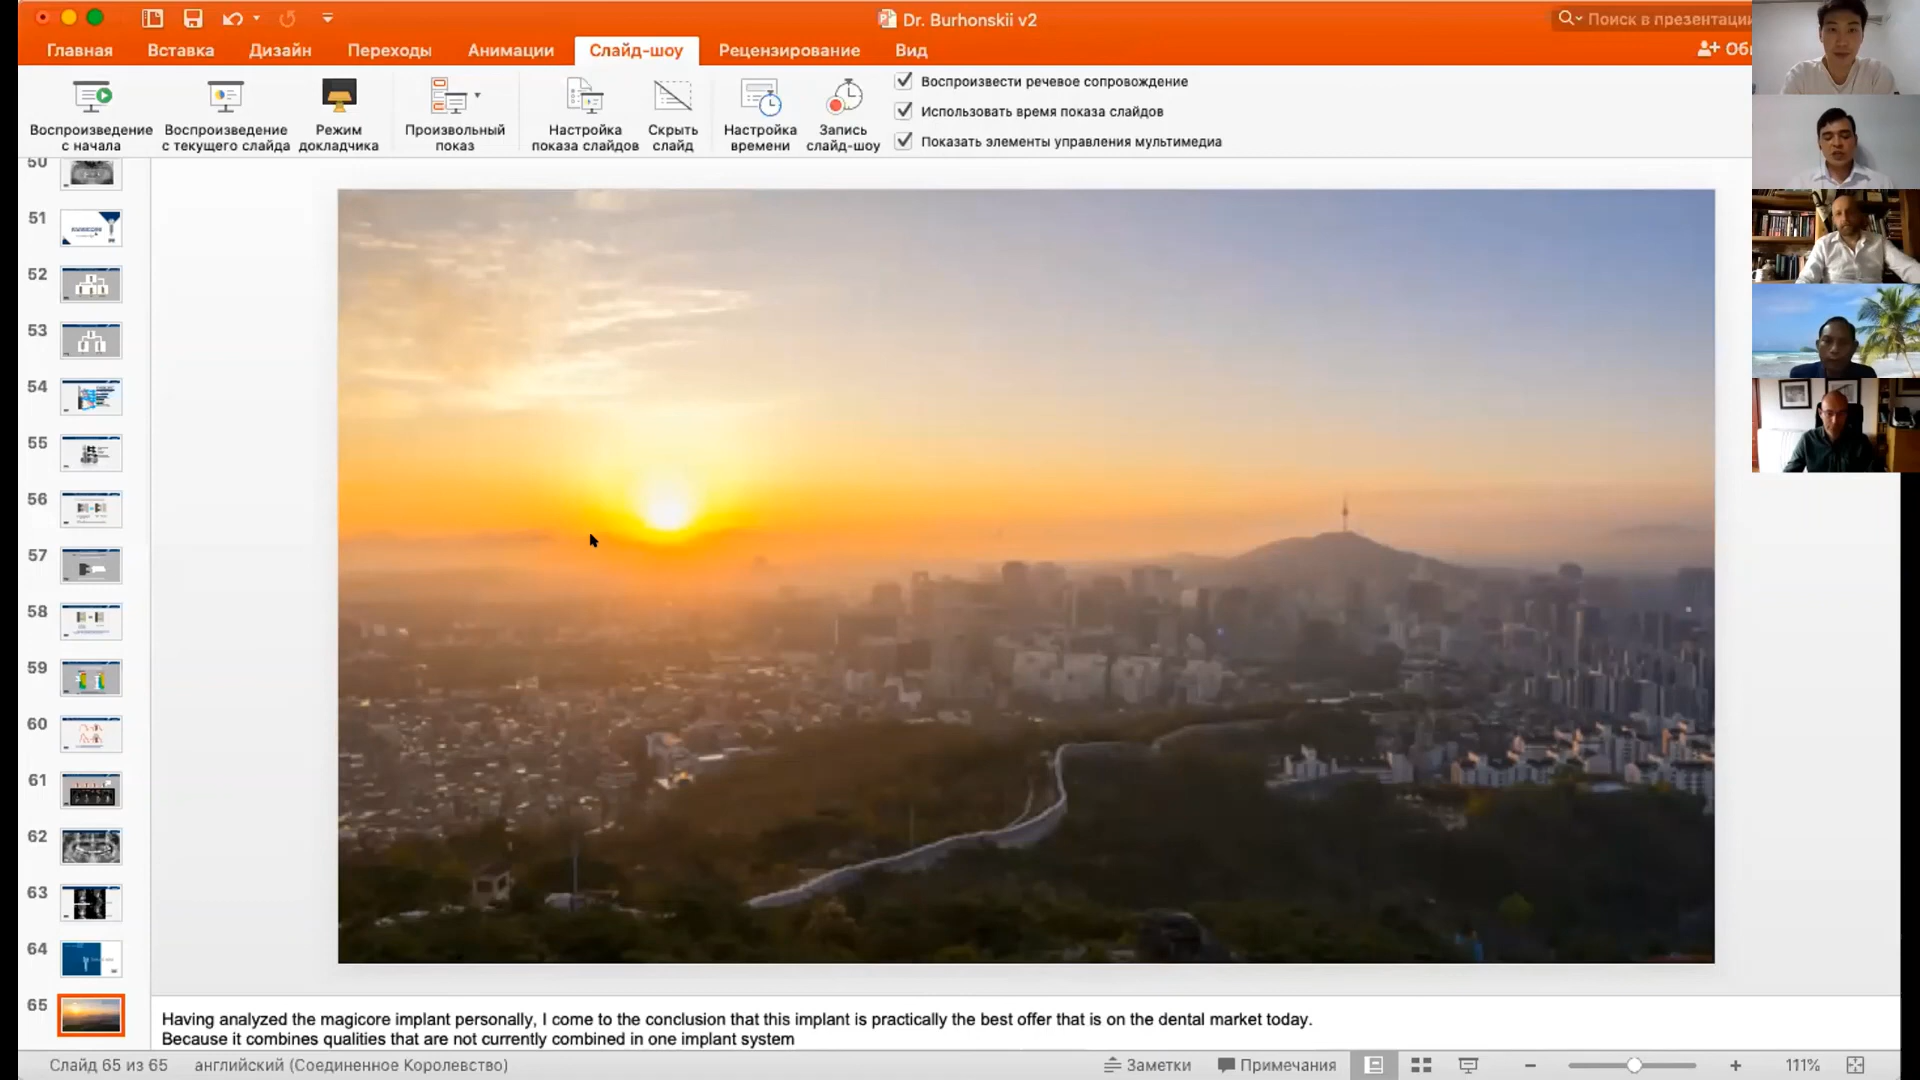 Dr. Burhonskii v2
Поиск в презентации
Главная Вставка Дизайн Переходы Анимации Слайд-шоу Рецензирование Вид
Воспроизведение с начала
Воспроизведение с текущего слайда
Режим докладчика
Произвольный показ
Настройка показа слайдов
Скрыть слайд
Настройка времени
Запись слайд-шоу
Воспроизвести речевое сопровождение
Использовать время показа слайдов
Показать элементы управления мультимедиа
50
51
52
53
54
55
56
57
58
59
60
61
62
63
64
65
Having analyzed the magicore implant personally, I come to the conclusion that this implant is practically the best offer that is on the dental market today.
Because it combines qualities that are not currently combined in one implant system
Слайд 65 из 65 английский (Соединенное Королевство) Заметки Примечания 111%